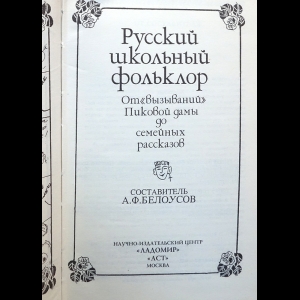 Русский
школьный
фольклор
От «вызываний»
Пиковой дамы
до
семейных
рассказов
СОСТАВИТЕЛЬ
А.Ф.БЕЛОУСОВ
НАУЧНО-ИЗДАТЕЛЬСКИЙ ЦЕНТР
«ЛАДОМИР»
«АСТ»
МОСКВА